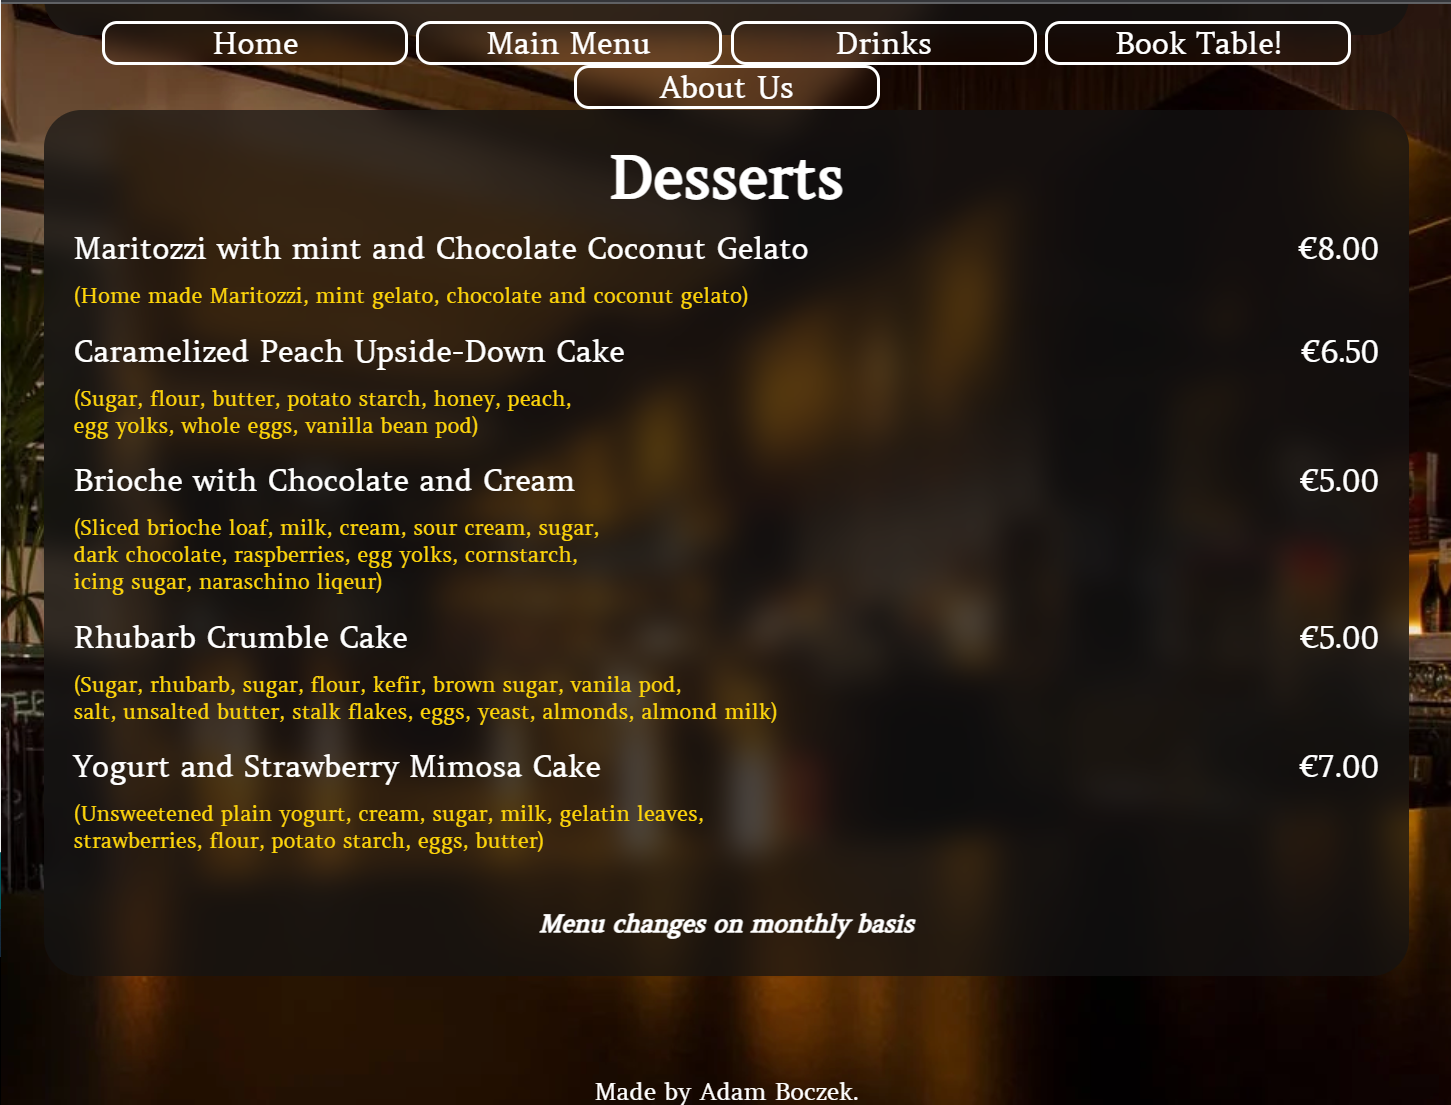 Home Main Menu Drinks Book Table!
About Us
Desserts
Maritozzi with mint and Chocolate Coconut Gelato €8.00
(Home made Maritozzi, mint gelato, chocolate and coconut gelato)
Caramelized Peach Upside-Down Cake €6.50
(Sugar, flour, butter, potato starch, honey, peach,
egg yolks, whole eggs, vanilla bean pod)
Brioche with Chocolate and Cream €5.00
(Sliced brioche loaf, milk, cream, sour cream, sugar,
dark chocolate, raspberries, egg yolks, cornstarch,
icing sugar, naraschino liqeur)
Rhubarb Crumble Cake €5.00
(Sugar, rhubarb, sugar, flour, kefir, brown sugar, vanila pod,
salt, unsalted butter, stalk flakes, eggs, yeast, almonds, almond milk)
Yogurt and Strawberry Mimosa Cake €7.00
(Unsweetened plain yogurt, cream, sugar, milk, gelatin leaves,
strawberries, flour, potato starch, eggs, butter)
Menu changes on monthly basis
Made by Adam Boczek.